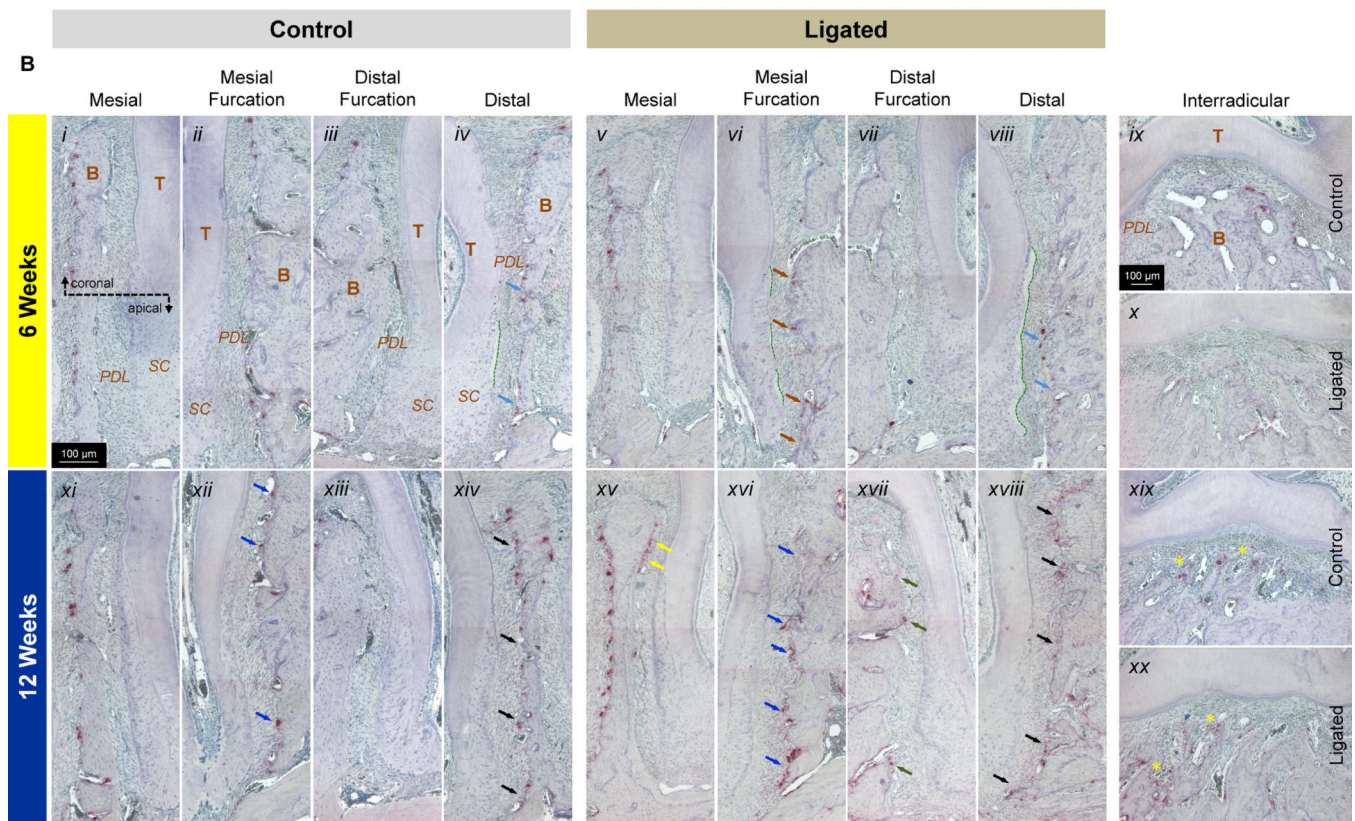 Control
Ligated
B
Mesial
Mesial
Furcation
Distal
Furcation
Distal
Mesial
Mesial
Furcation
Distal
Furcation
Distal
Interradicular
6 Weeks
i
B
T
coronal
apical
SC
PDL
100 µm
ii
T
B
PDL
SC
iii
T
B
PDL
SC
iv
B
T
PDL
SC
v
vi
vii
viii
ix
T
PDL
B
100 µm
Control
x
Ligated
12 Weeks
xi
xii
xiii
xiv
xv
xvi
xvii
xviii
xix
*
*
Control
xx
*
*
Ligated